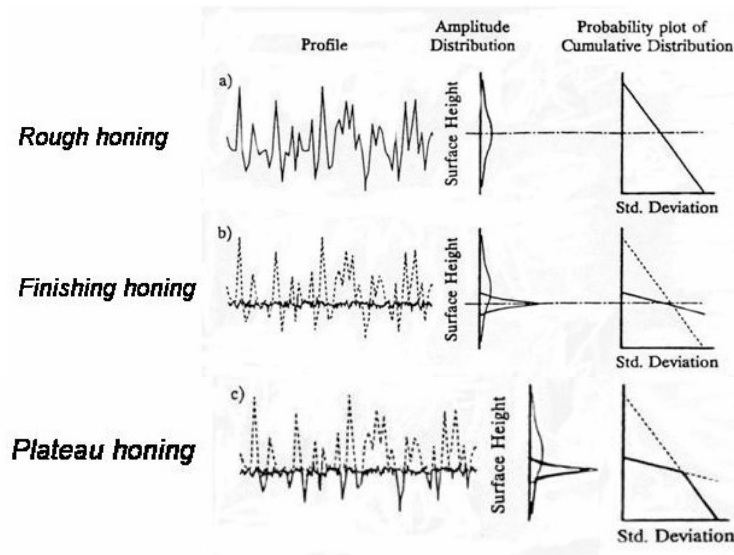 Profile
Amplitude
Distribution
Probability plot of
Cumulative Distribution
a)
Rough honing
Surface Height
Std. Deviation
b)
Finishing honing
Surface Height
Std. Deviation
c)
Plateau honing
Surface Height
Std. Deviation